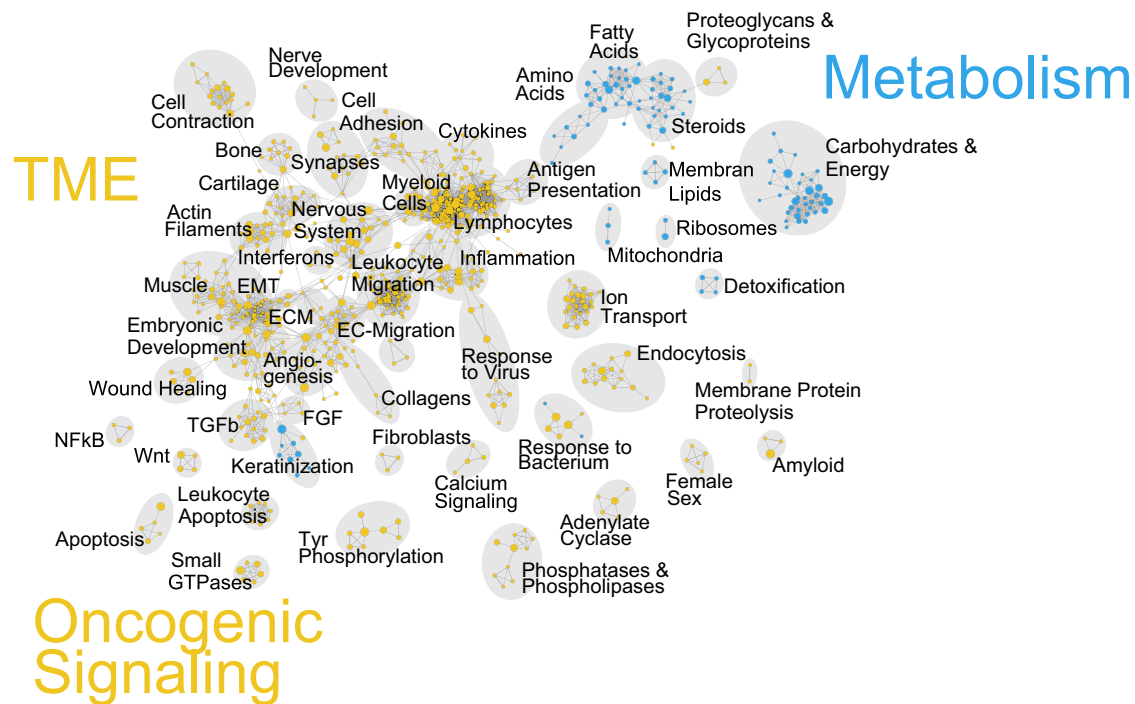 Proteoglycans &
Glycoproteins
Fatty
Acids
Metabolism
Nerve
Development
Amino
Acids
Cell
Contraction
Cell
Adhesion
Cytokines
Steroids
Carbohydrates &
Energy
TME
Bone
Synapses
Antigen
Presentation
Membran
Lipids
Cartilage
Myeloid
Cells
Actin
Filaments
Nervous
System
Lymphocytes
Ribosomes
Interferons
Leukocyte
Migration
Inflammation
Mitochondria
Muscle
EMT
Detoxification
ECM
Ion
Transport
Embryonic
Development
EC-Migration
Angio-
genesis
Response
to Virus
Endocytosis
Wound Healing
Collagens
Membrane Protein
Proteolysis
TGFb
FGF
NFkB
Fibroblasts
Wnt
Keratinization
Response to
Bacterium
Amyloid
Calcium
Signaling
Female
Sex
Leukocyte
Apoptosis
Apoptosis
Tyr
Phosphorylation
Adenylate
Cyclase
Small
GTPases
Phosphatases &
Phospholipases
Oncogenic
Signaling